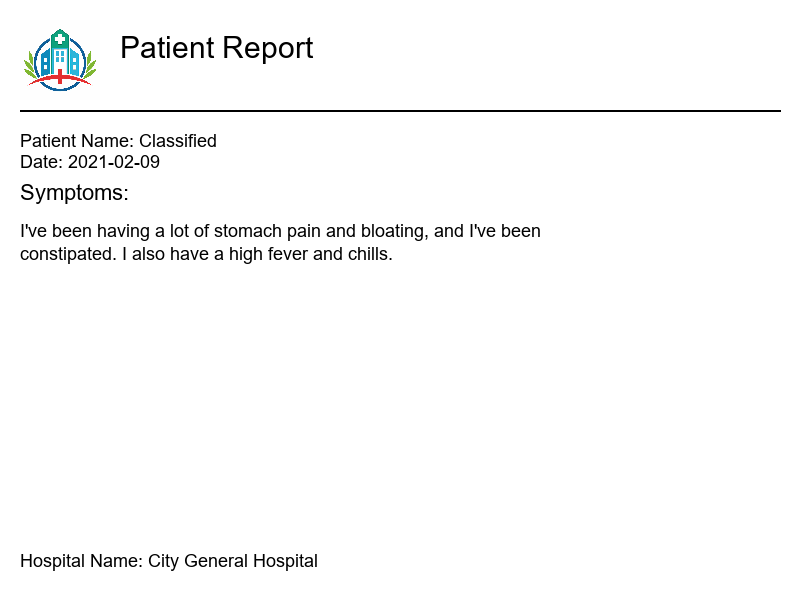 Patient Report
Patient Name: Classified
Date: 2021-02-09
Symptoms:
I've been having a lot of stomach pain and bloating, and I've been
constipated. I also have a high fever and chills.
Hospital Name: City General Hospital